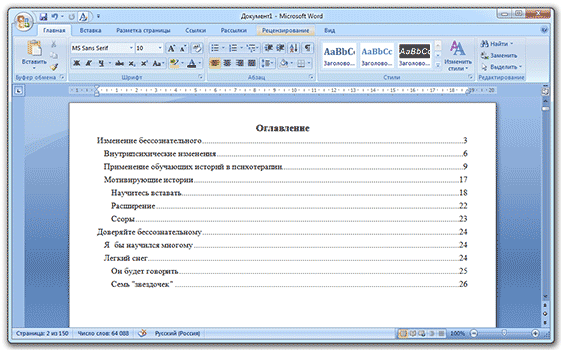 Документ1 - Microsoft Word
Главная Вставка Разметка страницы Ссылки Рассылки Рецензирование Вид
MS Sans Serif 10
Вставить
AaBbCc AaBbCc AaBbCc
Заголово... Заголово... Заголово...
Изменить стили
Найти
Заменить
Выделить
Буфер обмена Шрифт Абзац Стили Редактирование
Оглавление
Изменение бессознательного 3
Внутрипсихические изменения 6
Применение обучающих историй в психотерапии 9
Мотивирующие истории 17
Научитесь вставать 18
Расширение 22
Ссоры 23
Доверяйте бессознательному 24
Я бы научился многому 24
Легкий снег 24
Он будет говорить 25
Семь "звездочек" 26
Страница: 2 из 150 Число слов: 64 088 Русский (Россия) 100%